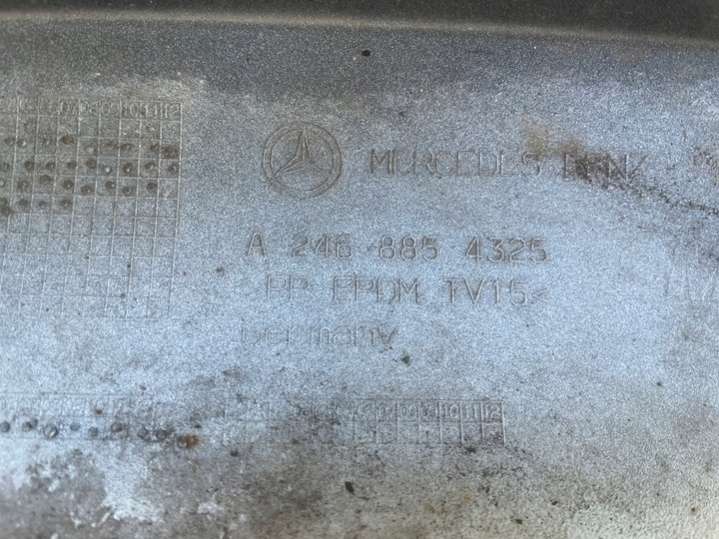 MERCEDES BENZ
A 246 885 4325
PP EPDM TV15<
Germany